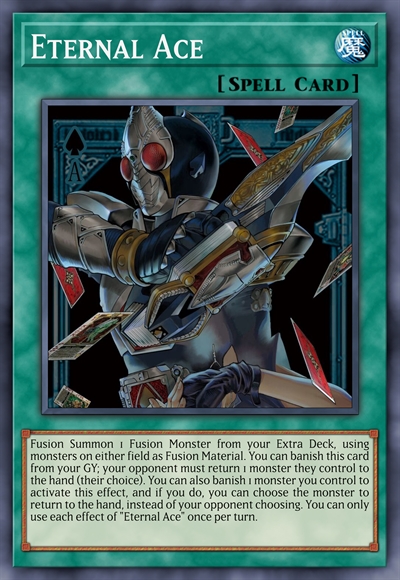 Eternal Ace
魔
[Spell Card]
A
Fusion Summon 1 Fusion Monster from your Extra Deck, using
monsters on either field as Fusion Material. You can banish this card
from your GY; your opponent must return 1 monster they control to
the hand (their choice). You can also banish 1 monster you control to
activate this effect, and if you do, you can choose the monster to
return to the hand, instead of your opponent choosing. You can only
use each effect of "Eternal Ace" once per turn.